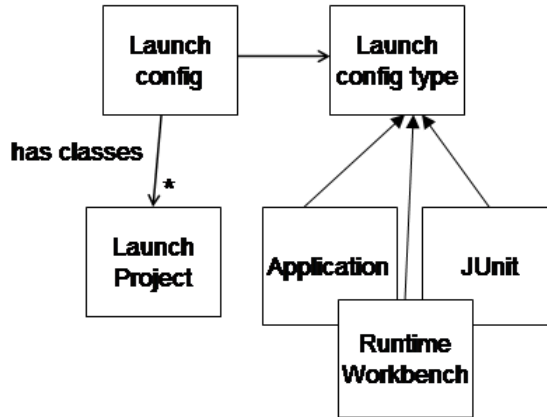 Launch
config
Launch
config type
has classes
*
Launch
Project
Application
JUnit
Runtime
Workbench